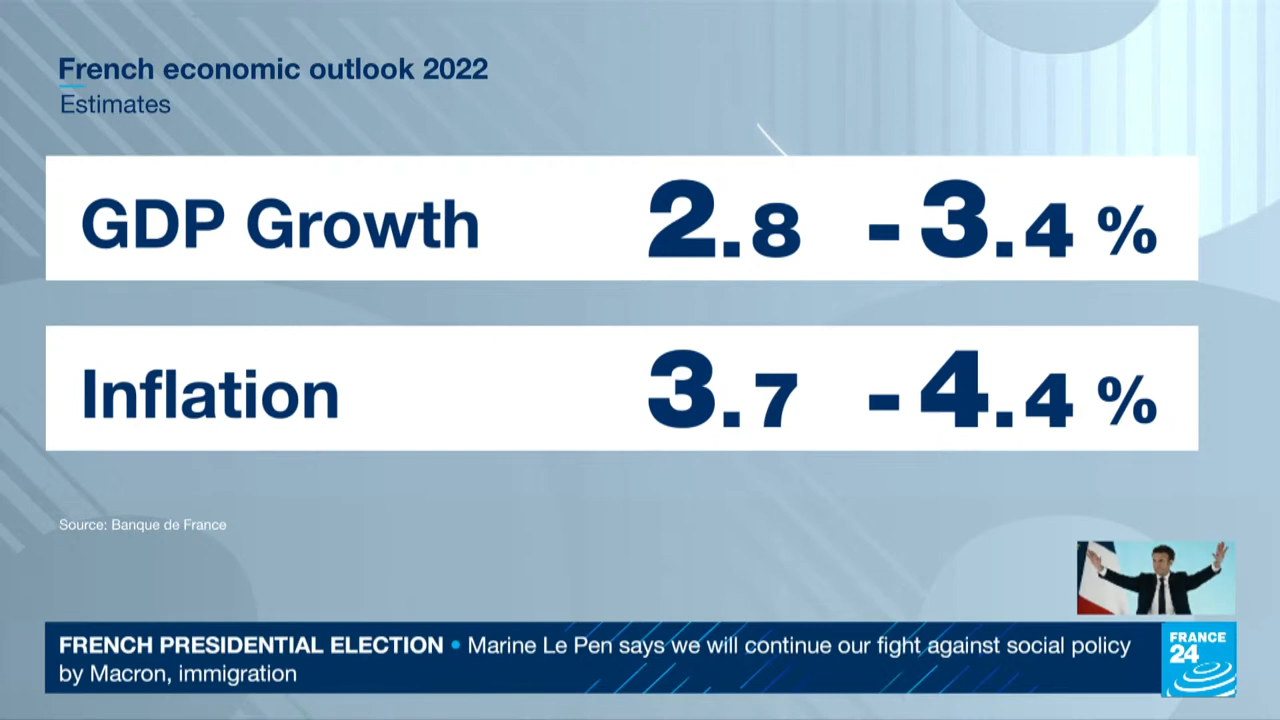 French economic outlook 2022
Estimates
GDP Growth 2.8 - 3.4 %
Inflation 3.7 - 4.4 %
Source: Banque de France
FRENCH PRESIDENTIAL ELECTION • Marine Le Pen says we will continue our fight against social policy
by Macron, immigration
FRANCE
24